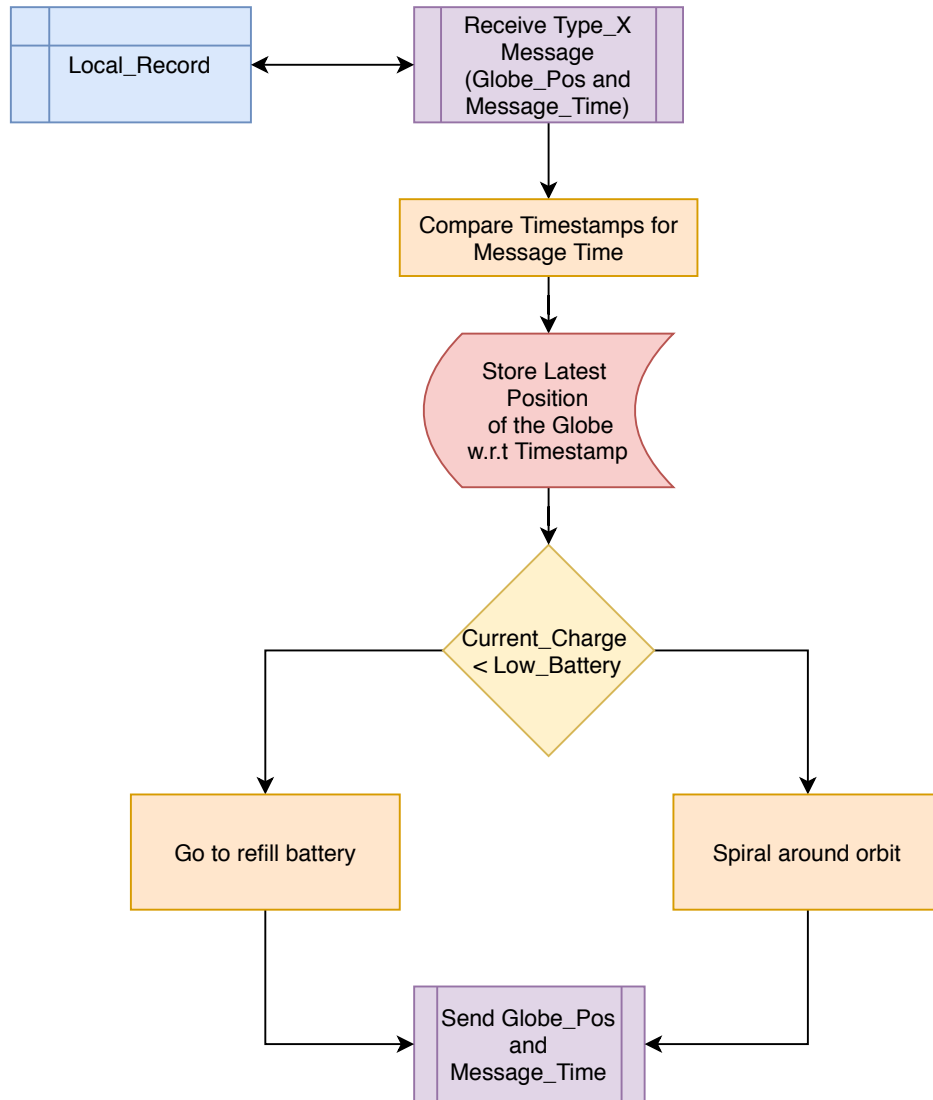 Local_Record
Receive Type_X
Message
(Globe_Pos and
Message_Time)
Compare Timestamps for
Message Time
Store Latest
Position
of the Globe
w.r.t Timestamp
Current_Charge
< Low_Battery
Go to refill battery
Spiral around orbit
Send Globe_Pos
and
Message_Time